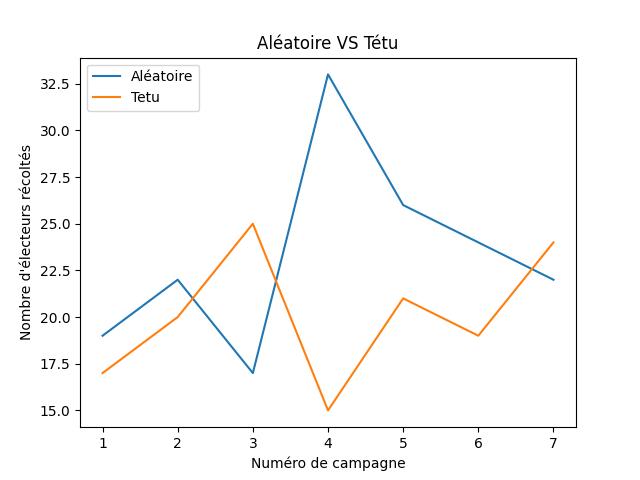 Aléatoire VS Tétu
Aléatoire
Tetu
32.5
30.0
27.5
25.0
22.5
20.0
17.5
15.0
Nombre d'électeurs récoltés
1 2 3 4 5 6 7
Numéro de campagne